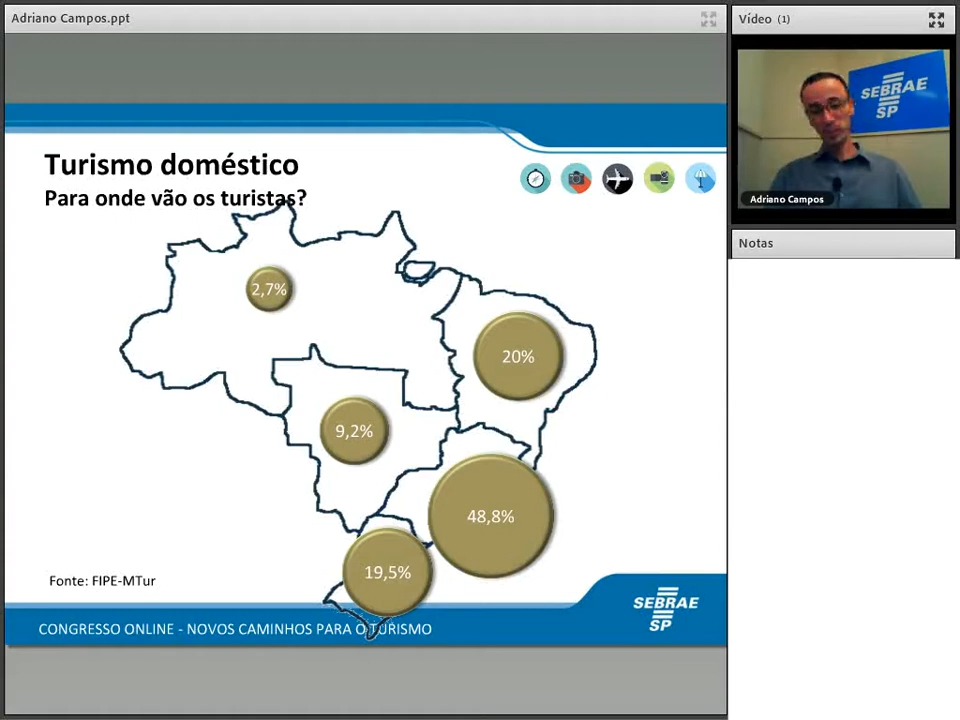 Adriano Campos.ppt
Turismo doméstico
Para onde vão os turistas?
2,7%
20%
9,2%
48,8%
19,5%
Fonte: FIPE-MTur
SEBRAE
SP
CONGRESSO ONLINE - NOVOS CAMINHOS PARA O TURISMO
Vídeo (1)
SEBRAE
SP
Adriano Campos
Notas